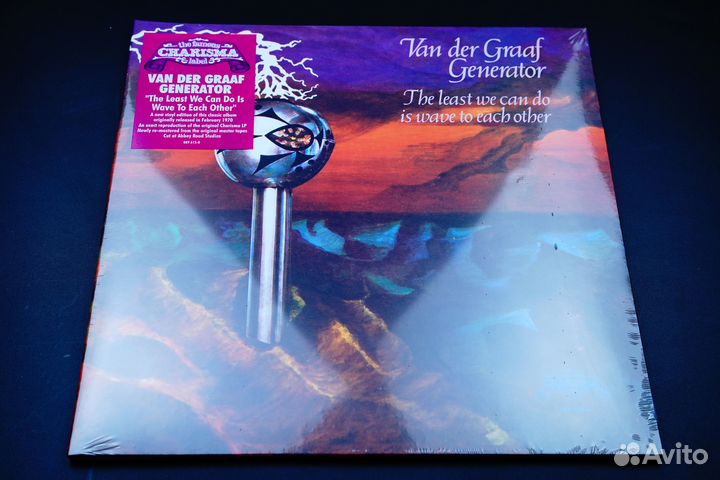 the famous
CHARISMA
label
VAN DER GRAAF
GENERATOR
"The Least We Can Do Is
Wave To Each Other"
A new vinyl edition of this classic album
originally released in February 1970
An exact reproduction of the original Charisma LP
Newly re-mastered from the original master tapes
Cut at Abbey Road Studios
Van der Graaf
Generator
The least we can do
is wave to each other
Avito